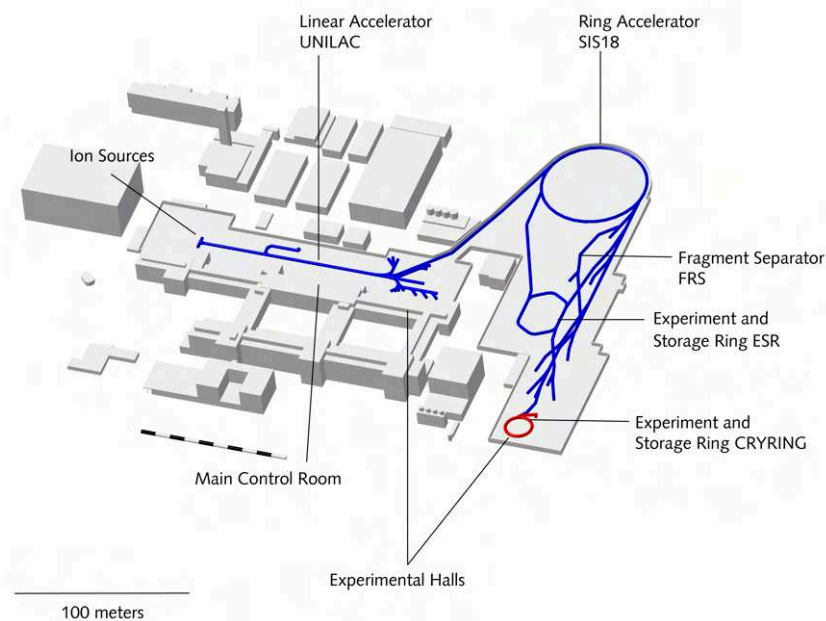 Linear Accelerator
UNILAC
Ring Accelerator
SIS18
Ion Sources
Fragment Separator
FRS
Experiment and
Storage Ring ESR
Experiment and
Storage Ring CRYRING
Main Control Room
Experimental Halls
100 meters